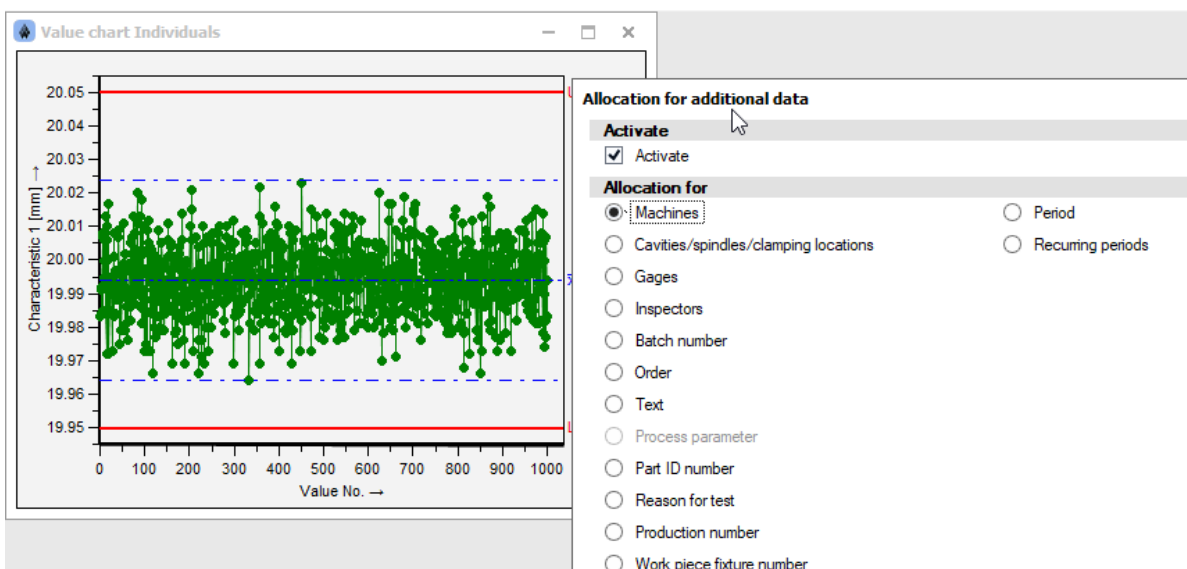 Value chart Individuals
20.05
20.04
20.03
20.02
20.01
20.00
19.99
19.98
19.97
19.96
19.95
Characteristic 1 [mm] →
0 100 200 300 400 500 600 700 800 900 1000
Value No. →
Allocation for additional data
Activate
Activate
Allocation for
Machines
Period
Cavities/spindles/clamping locations
Recurring periods
Gages
Inspectors
Batch number
Order
Text
Process parameter
Part ID number
Reason for test
Production number
Work piece fixture number